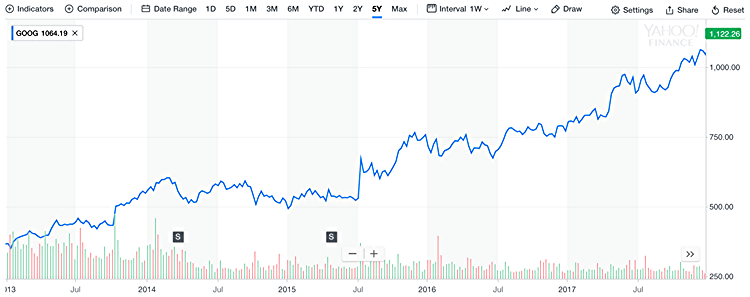 Indicators Comparison Date Range 1D 5D 1M 3M 6M YTD 1Y 2Y 5Y Max Interval 1W Line Draw Settings Share Reset
GOOG 1064.19 ×
YAHOO!
FINANCE
1,122.26
1,000.00
750.00
500.00
S S
− + »
250.00
013 Jul 2014 Jul 2015 Jul 2016 Jul 2017 Jul